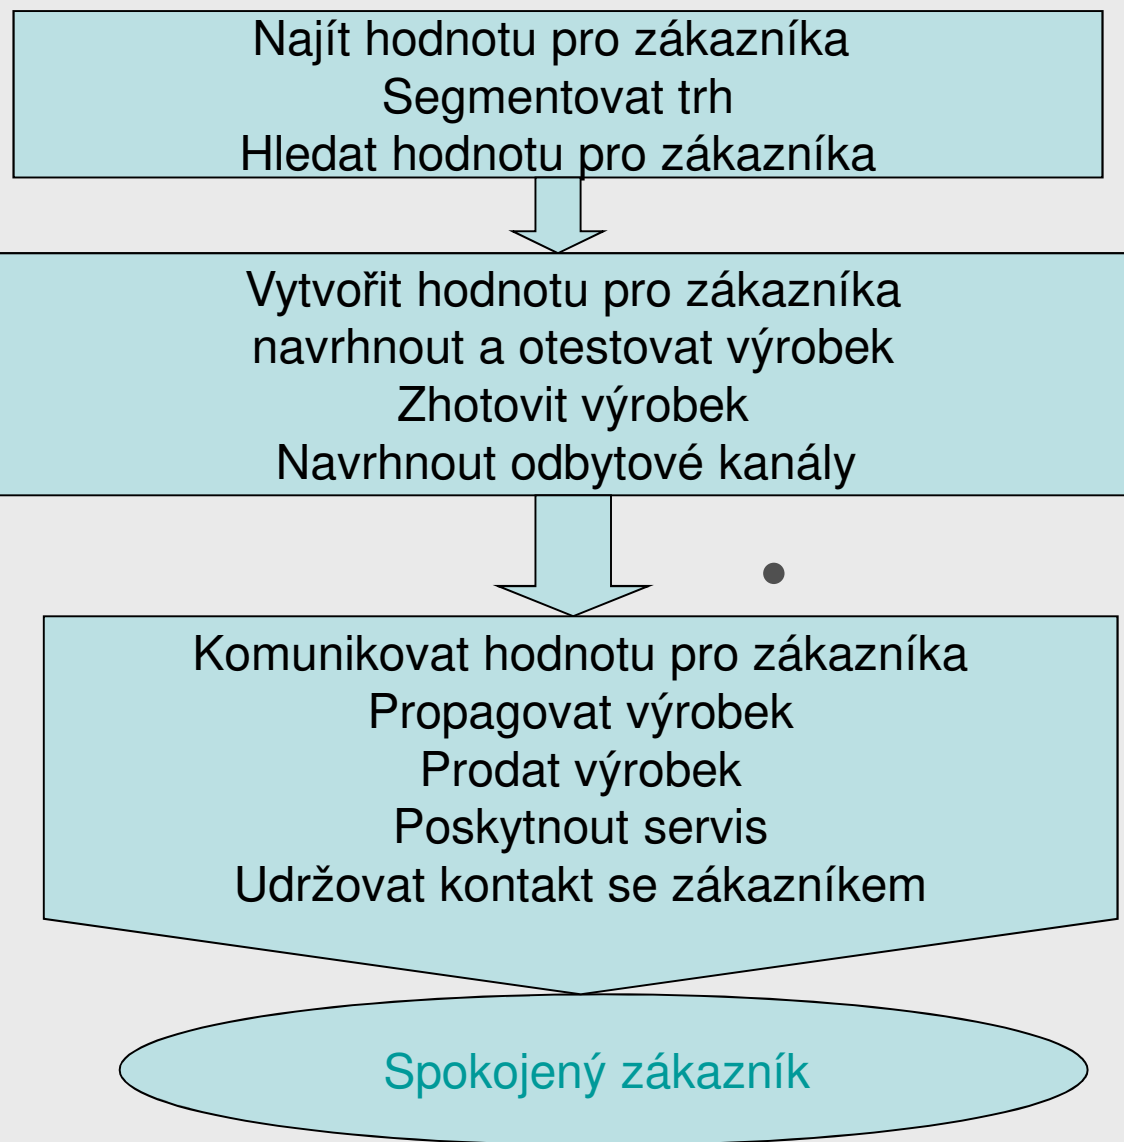 Najít hodnotu pro zákazníka
Segmentovat trh
Hledat hodnotu pro zákazníka
Vytvořit hodnotu pro zákazníka
navrhnout a otestovat výrobek
Zhotovit výrobek
Navrhnout odbytové kanály
Komunikovat hodnotu pro zákazníka
Propagovat výrobek
Prodat výrobek
Poskytnout servis
Udržovat kontakt se zákazníkem
Spokojený zákazník